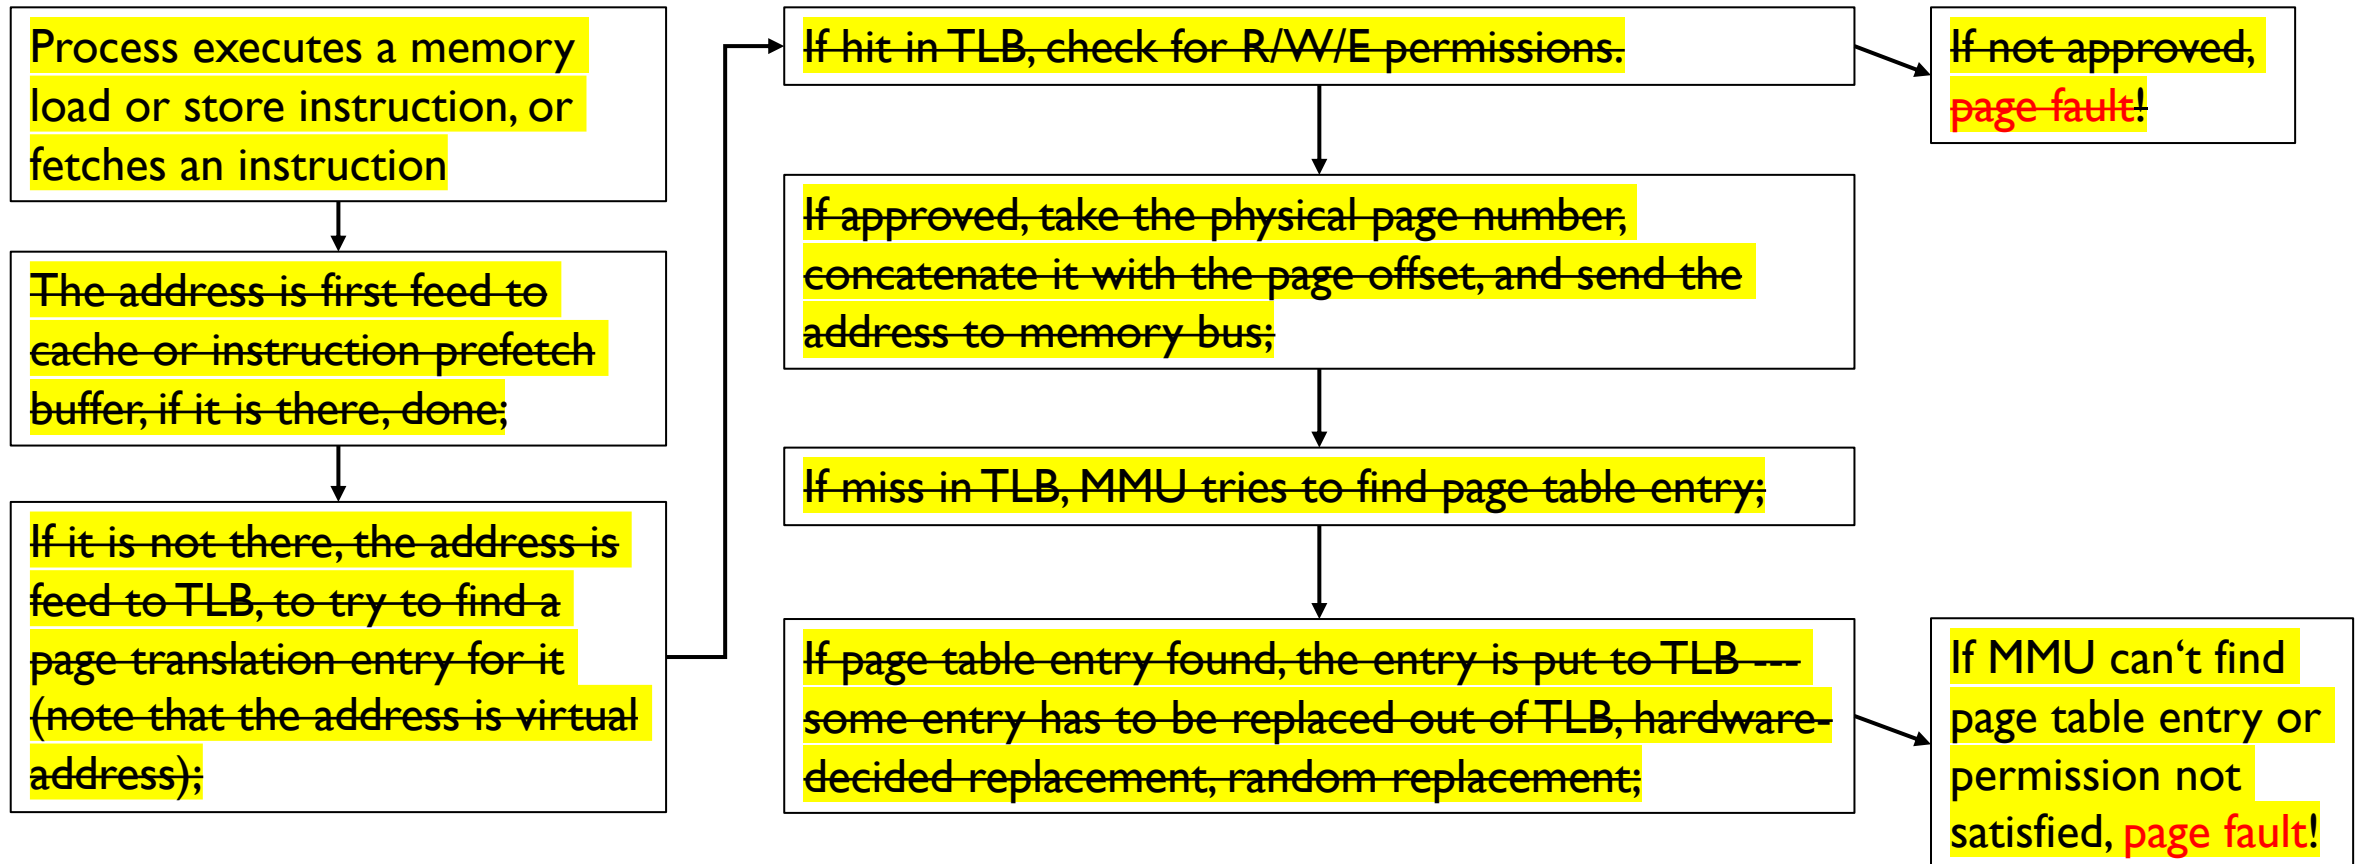 Process executes a memory
load or store instruction, or
fetches an instruction
The address is first feed to
cache or instruction prefetch
buffer, if it is there, done;
If it is not there, the address is
feed to TLB, to try to find a
page translation entry for it
(note that the address is virtual
address);
If hit in TLB, check for R/W/E permissions.
If not approved,
page fault!
If approved, take the physical page number,
concatenate it with the page offset, and send the
address to memory bus;
If miss in TLB, MMU tries to find page table entry;
If page table entry found, the entry is put to TLB ---
some entry has to be replaced out of TLB, hardware-
decided replacement, random replacement;
If MMU can‘t find
page table entry or
permission not
satisfied, page fault!